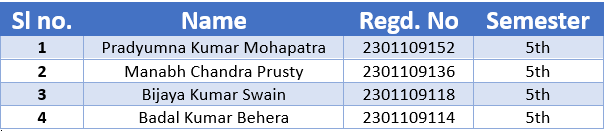 Sl no. Name Regd. No Semester
1 Pradyumna Kumar Mohapatra 2301109152 5th
2 Manabh Chandra Prusty 2301109136 5th
3 Bijaya Kumar Swain 2301109118 5th
4 Badal Kumar Behera 2301109114 5th